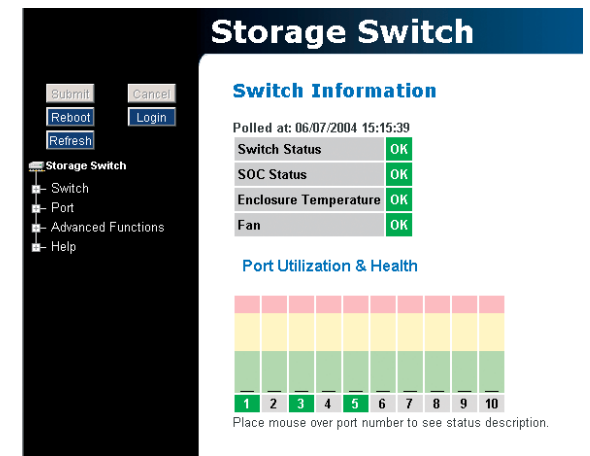 Storage Switch
Submit Cancel
Reboot Login
Refresh
Storage Switch
Switch
Port
Advanced Functions
Help
Switch Information
Polled at: 06/07/2004 15:15:39
Switch Status OK
SOC Status OK
Enclosure Temperature OK
Fan OK
Port Utilization & Health
1 2 3 4 5 6 7 8 9 10
Place mouse over port number to see status description.